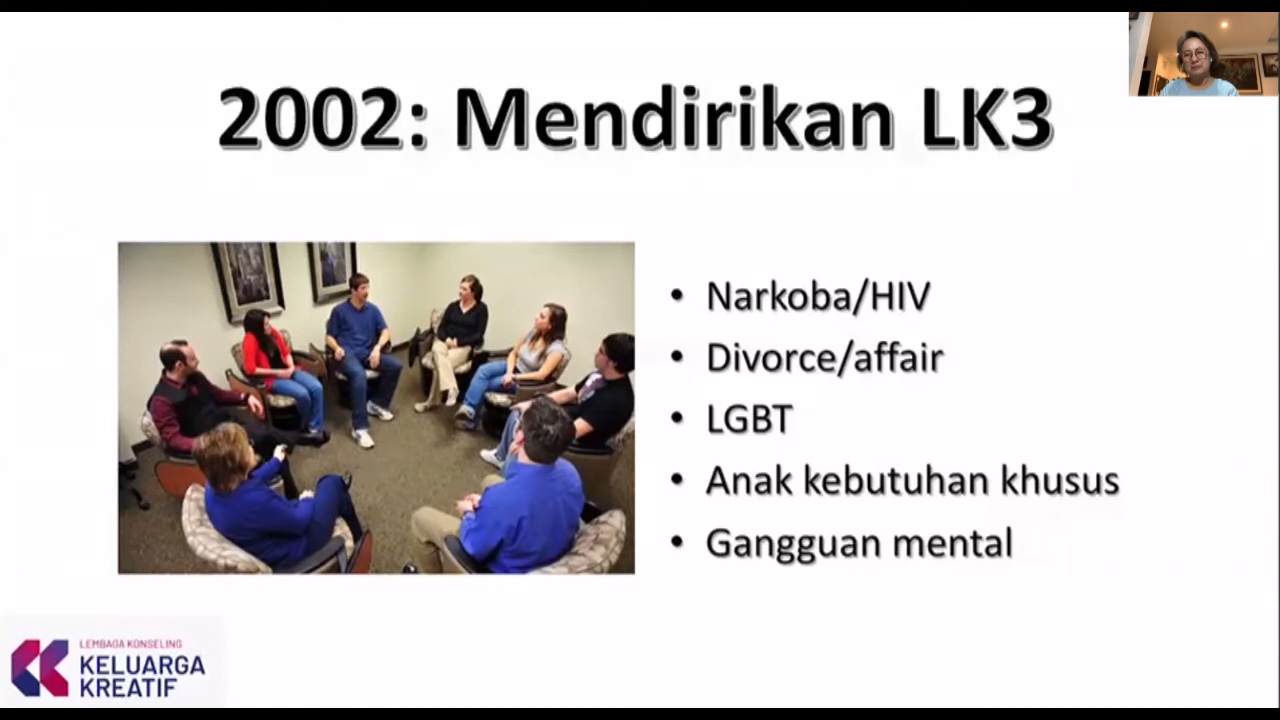 2002: Mendirikan LK3
• Narkoba/HIV
• Divorce/affair
• LGBT
• Anak kebutuhan khusus
• Gangguan mental
LEMBAGA KONSELING
KELUARGA
KREATIF